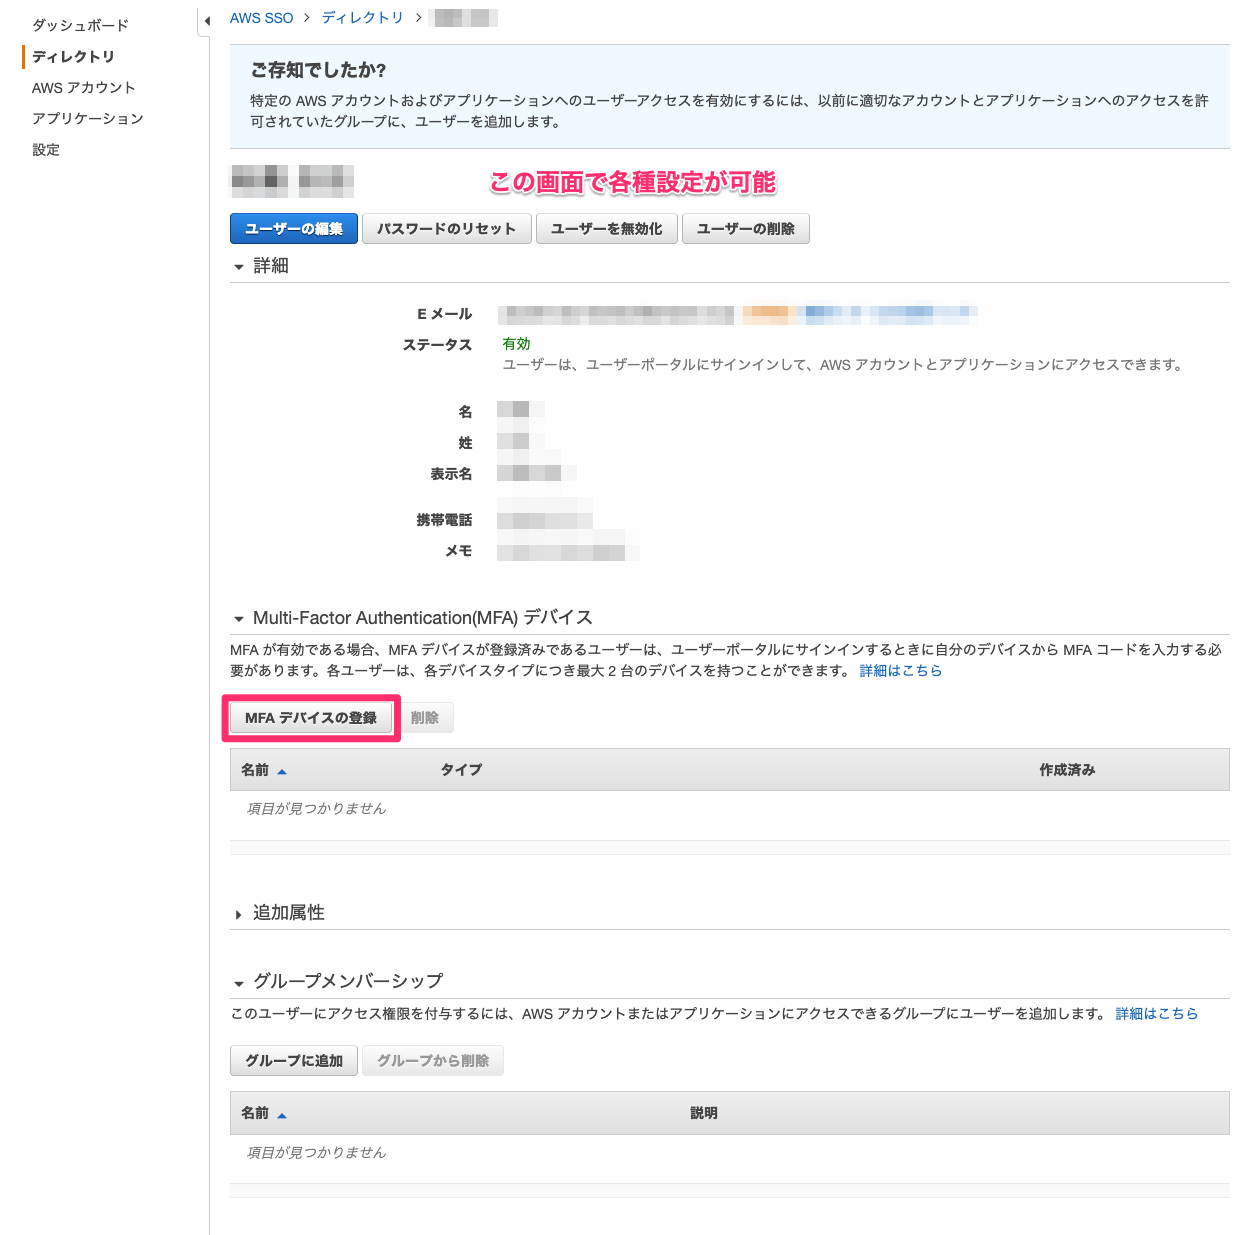 ダッシュボード
ディレクトリ
AWS アカウント
アプリケーション
設定
AWS SSO > ディレクトリ >
ご存知でしたか?
特定の AWS アカウントおよびアプリケーションへのユーザーアクセスを有効にするには、以前に適切なアカウントとアプリケーションへのアクセスを許
可されていたグループに、ユーザーを追加します。
この画面で各種設定が可能
ユーザーの編集 パスワードのリセット ユーザーを無効化 ユーザーの削除
詳細
E メール
ステータス 有効
ユーザーは、ユーザーポータルにサインインして、AWS アカウントとアプリケーションにアクセスできます。
名
姓
表示名
携帯電話
メモ
Multi-Factor Authentication(MFA) デバイス
MFA が有効である場合、MFA デバイスが登録済みであるユーザーは、ユーザーポータルにサインインするときに自分のデバイスから MFA コードを入力する必
要があります。各ユーザーは、各デバイスタイプにつき最大 2 台のデバイスを持つことができます。 詳細はこちら
MFA デバイスの登録 削除
名前 タイプ 作成済み
項目が見つかりません
追加属性
グループメンバーシップ
このユーザーにアクセス権限を付与するには、AWS アカウントまたはアプリケーションにアクセスできるグループにユーザーを追加します。 詳細はこちら
グループに追加 グループから削除
名前 説明
項目が見つかりません